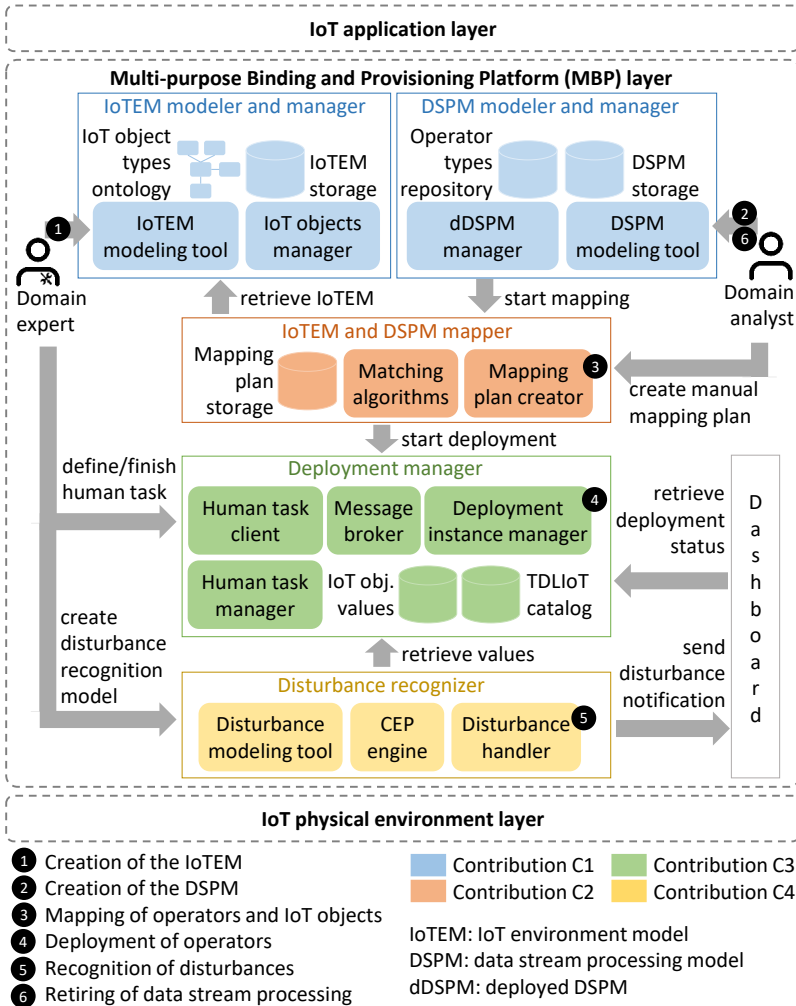 IoT application layer
Multi-purpose Binding and Provisioning Platform (MBP) layer
IoTEM modeler and manager
IoT object
types
ontology
IoTEM
storage
IoTEM
modeling tool
IoT objects
manager
DSPM modeler and manager
Operator
types
repository
DSPM
storage
dDSPM
manager
DSPM
modeling tool
1
Domain
expert
2
6
Domain
analyst
retrieve IoTEM
start mapping
IoTEM and DSPM mapper
Mapping
plan
storage
Matching
algorithms
Mapping
plan creator
3
create manual
mapping plan
start deployment
define/finish
human task
Deployment manager
Human task
client
Message
broker
Deployment
instance manager
4
Human task
manager
IoT obj.
values
TDLIoT
catalog
retrieve
deployment
status
Dashboard
create
disturbance
recognition
model
retrieve values
send
disturbance
notification
Disturbance recognizer
Disturbance
modeling tool
CEP
engine
Disturbance
handler
5
IoT physical environment layer
1 Creation of the IoTEM
2 Creation of the DSPM
3 Mapping of operators and IoT objects
4 Deployment of operators
5 Recognition of disturbances
6 Retiring of data stream processing
Contribution C1
Contribution C2
Contribution C3
Contribution C4
IoTEM: IoT environment model
DSPM: data stream processing model
dDSPM: deployed DSPM